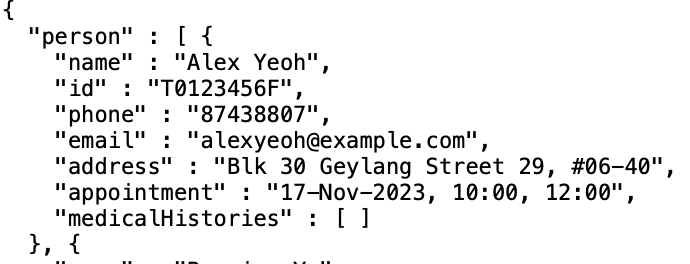 {
"person" : [ {
"name" : "Alex Yeoh",
"id" : "T0123456F",
"phone" : "87438807",
"email" : "alexyeoh@example.com",
"address" : "Blk 30 Geylang Street 29, #06-40",
"appointment" : "17-Nov-2023, 10:00, 12:00",
"medicalHistories" : [ ]
}, {